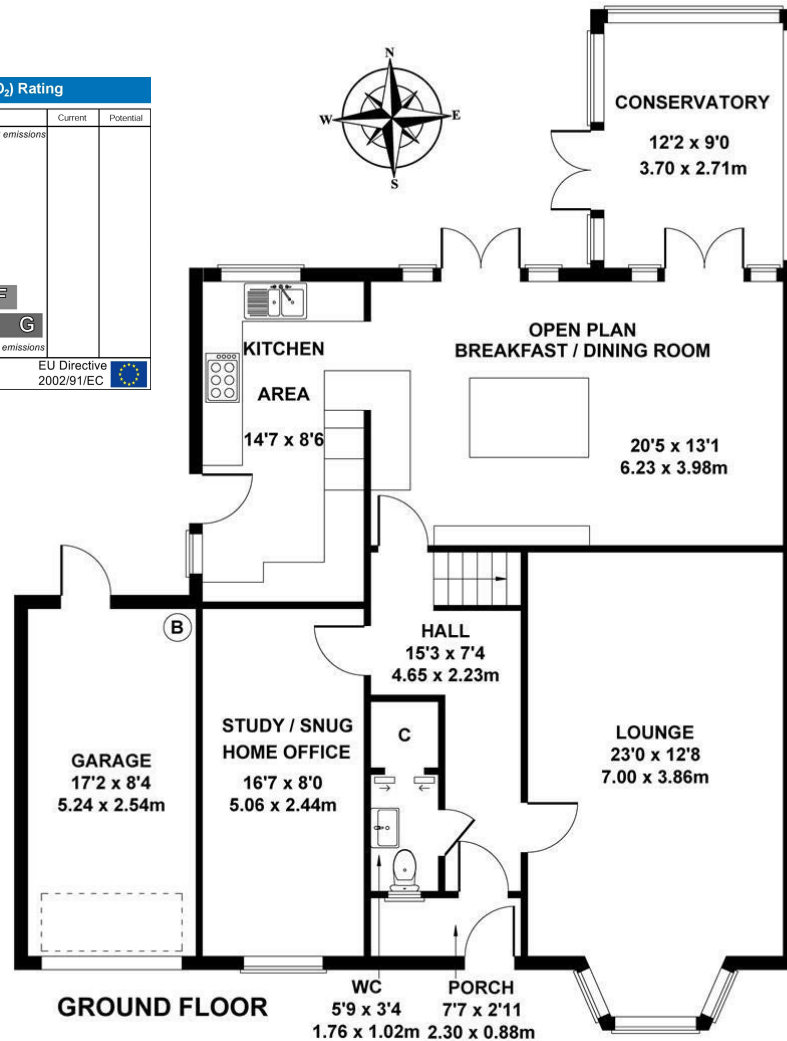 O₂) Rating
Current Potential
emissions
F
G
emissions
EU Directive
2002/91/EC
N
W E
S
CONSERVATORY
12'2 x 9'0
3.70 x 2.71m
KITCHEN
AREA
14'7 x 8'6
OPEN PLAN
BREAKFAST / DINING ROOM
20'5 x 13'1
6.23 x 3.98m
B
HALL
15'3 x 7'4
4.65 x 2.23m
GARAGE
17'2 x 8'4
5.24 x 2.54m
STUDY / SNUG
HOME OFFICE
16'7 x 8'0
5.06 x 2.44m
C
LOUNGE
23'0 x 12'8
7.00 x 3.86m
GROUND FLOOR
WC
5'9 x 3'4
1.76 x 1.02m
PORCH
7'7 x 2'11
2.30 x 0.88m